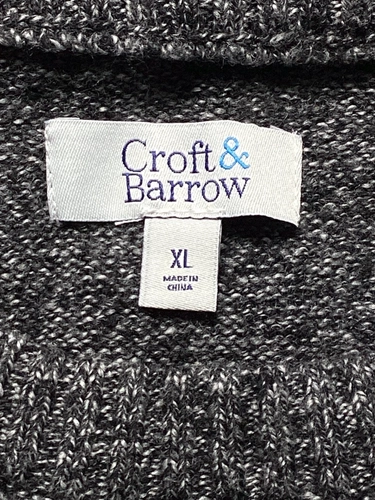 Croft &
Barrow
XL
MADE IN
CHINA